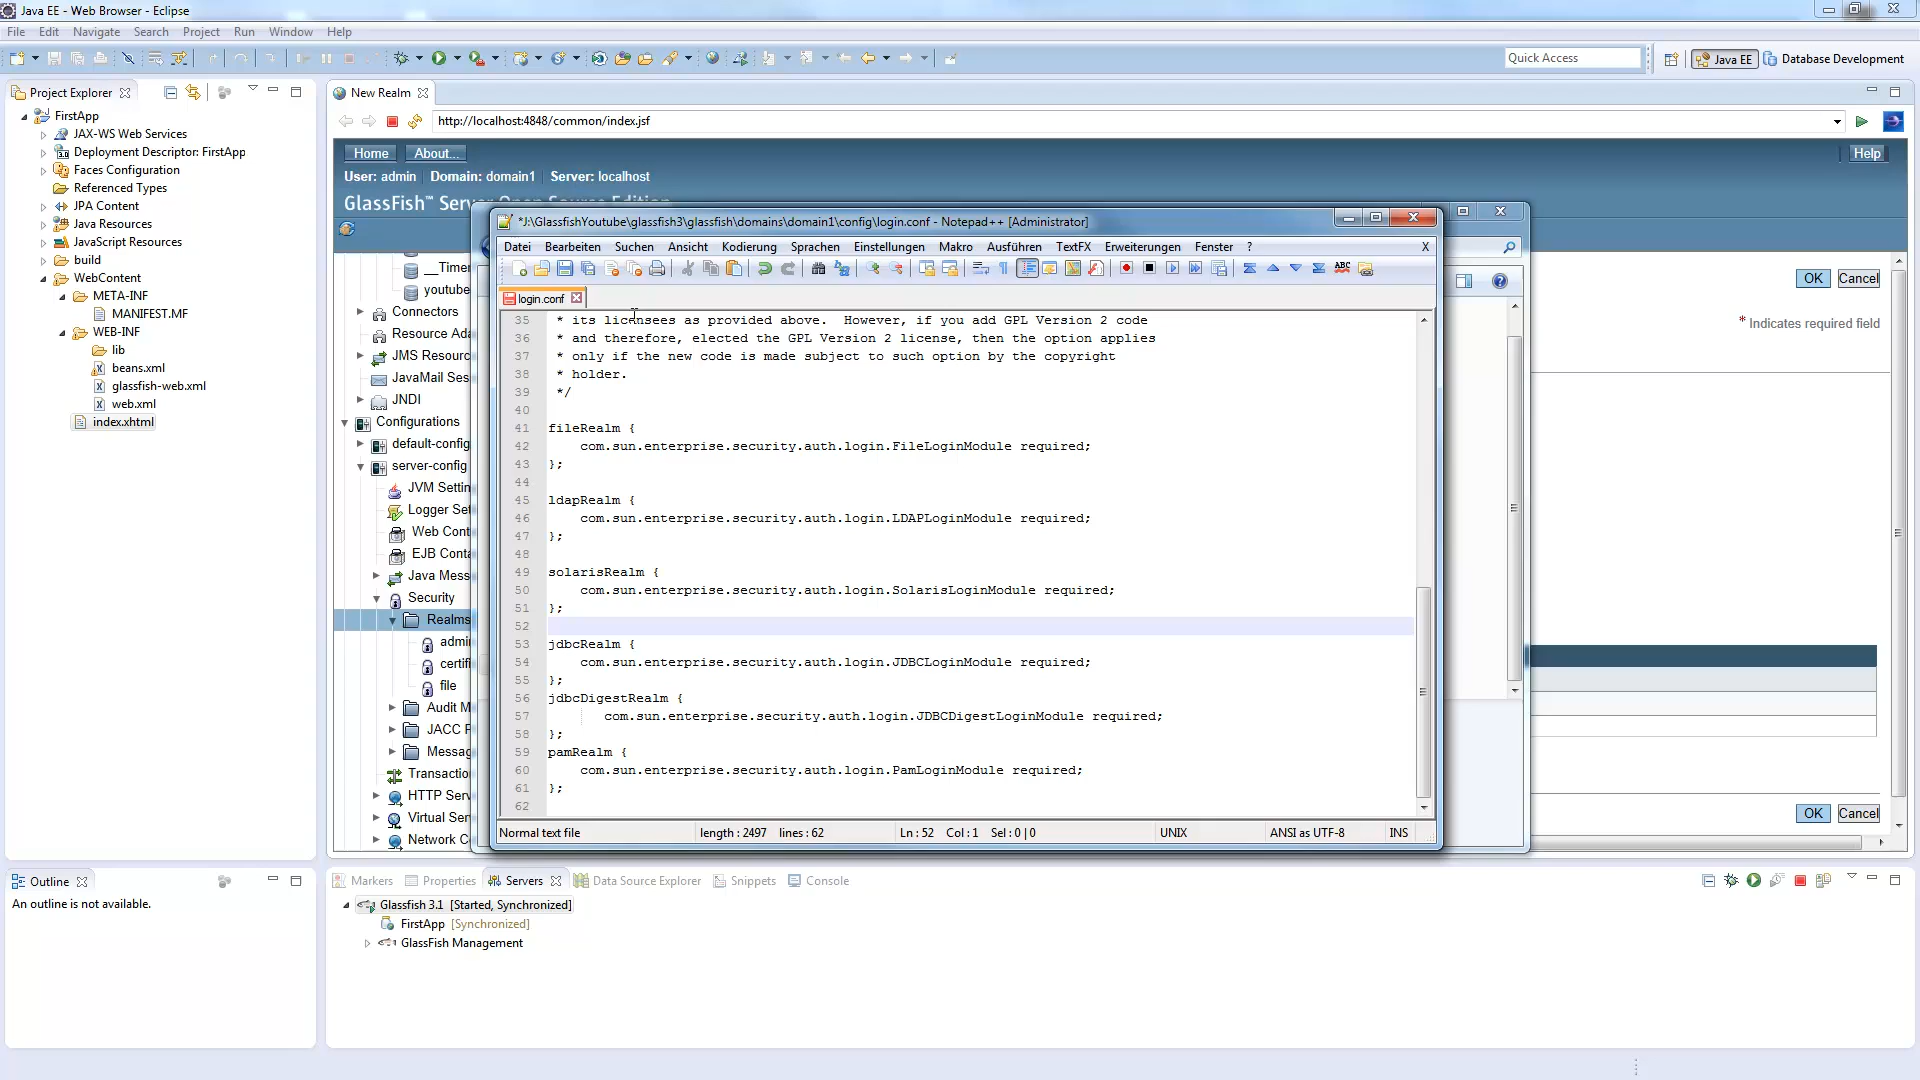 Java EE - Web Browser - Eclipse
File Edit Navigate Search Project Run Window Help
Quick Access
Java EE
Database Development
Project Explorer
FirstApp
JAX-WS Web Services
Deployment Descriptor: FirstApp
Faces Configuration
Referenced Types
JPA Content
Java Resources
JavaScript Resources
build
WebContent
META-INF
MANIFEST.MF
WEB-INF
lib
beans.xml
glassfish-web.xml
web.xml
index.xhtml
New Realm
http://localhost:4848/common/index.jsf
Home About... Help
User: admin Domain: domain1 Server: localhost
GlassFish™ Server Open Source Edition
__Timer
youtube
Connectors
Resource Ada
JMS Resourc
JavaMail Ses
JNDI
Configurations
default-config
server-config
JVM Settin
Logger Set
Web Cont
EJB Conta
Java Mess
Security
Realms
admin
certifi
file
Audit M
JACC P
Messag
Transactio
HTTP Serv
Virtual Ser
Network C
OK Cancel
* Indicates required field
OK Cancel
*J:\GlassfishYoutube\glassfish3\glassfish\domains\domain1\config\login.conf - Notepad++ [Administrator]
Datei Bearbeiten Suchen Ansicht Kodierung Sprachen Einstellungen Makro Ausführen TextFX Erweiterungen Fenster ? X
ABC
login.conf
35 * its licensees as provided above.  However, if you add GPL Version 2 code
36 * and therefore, elected the GPL Version 2 license, then the option applies
37 * only if the new code is made subject to such option by the copyright
38 * holder.
39 */
40
41 fileRealm {
42 com.sun.enterprise.security.auth.login.FileLoginModule required;
43 };
44
45 ldapRealm {
46 com.sun.enterprise.security.auth.login.LDAPLoginModule required;
47 };
48
49 solarisRealm {
50 com.sun.enterprise.security.auth.login.SolarisLoginModule required;
51 };
52
53 jdbcRealm {
54 com.sun.enterprise.security.auth.login.JDBCLoginModule required;
55 };
56 jdbcDigestRealm {
57 com.sun.enterprise.security.auth.login.JDBCDigestLoginModule required;
58 };
59 pamRealm {
60 com.sun.enterprise.security.auth.login.PamLoginModule required;
61 };
62
Normal text file length : 2497 lines : 62 Ln : 52 Col : 1 Sel : 0 | 0 UNIX ANSI as UTF-8 INS
Outline
An outline is not available.
Markers Properties Servers Data Source Explorer Snippets Console
Glassfish 3.1 [Started, Synchronized]
FirstApp [Synchronized]
GlassFish Management